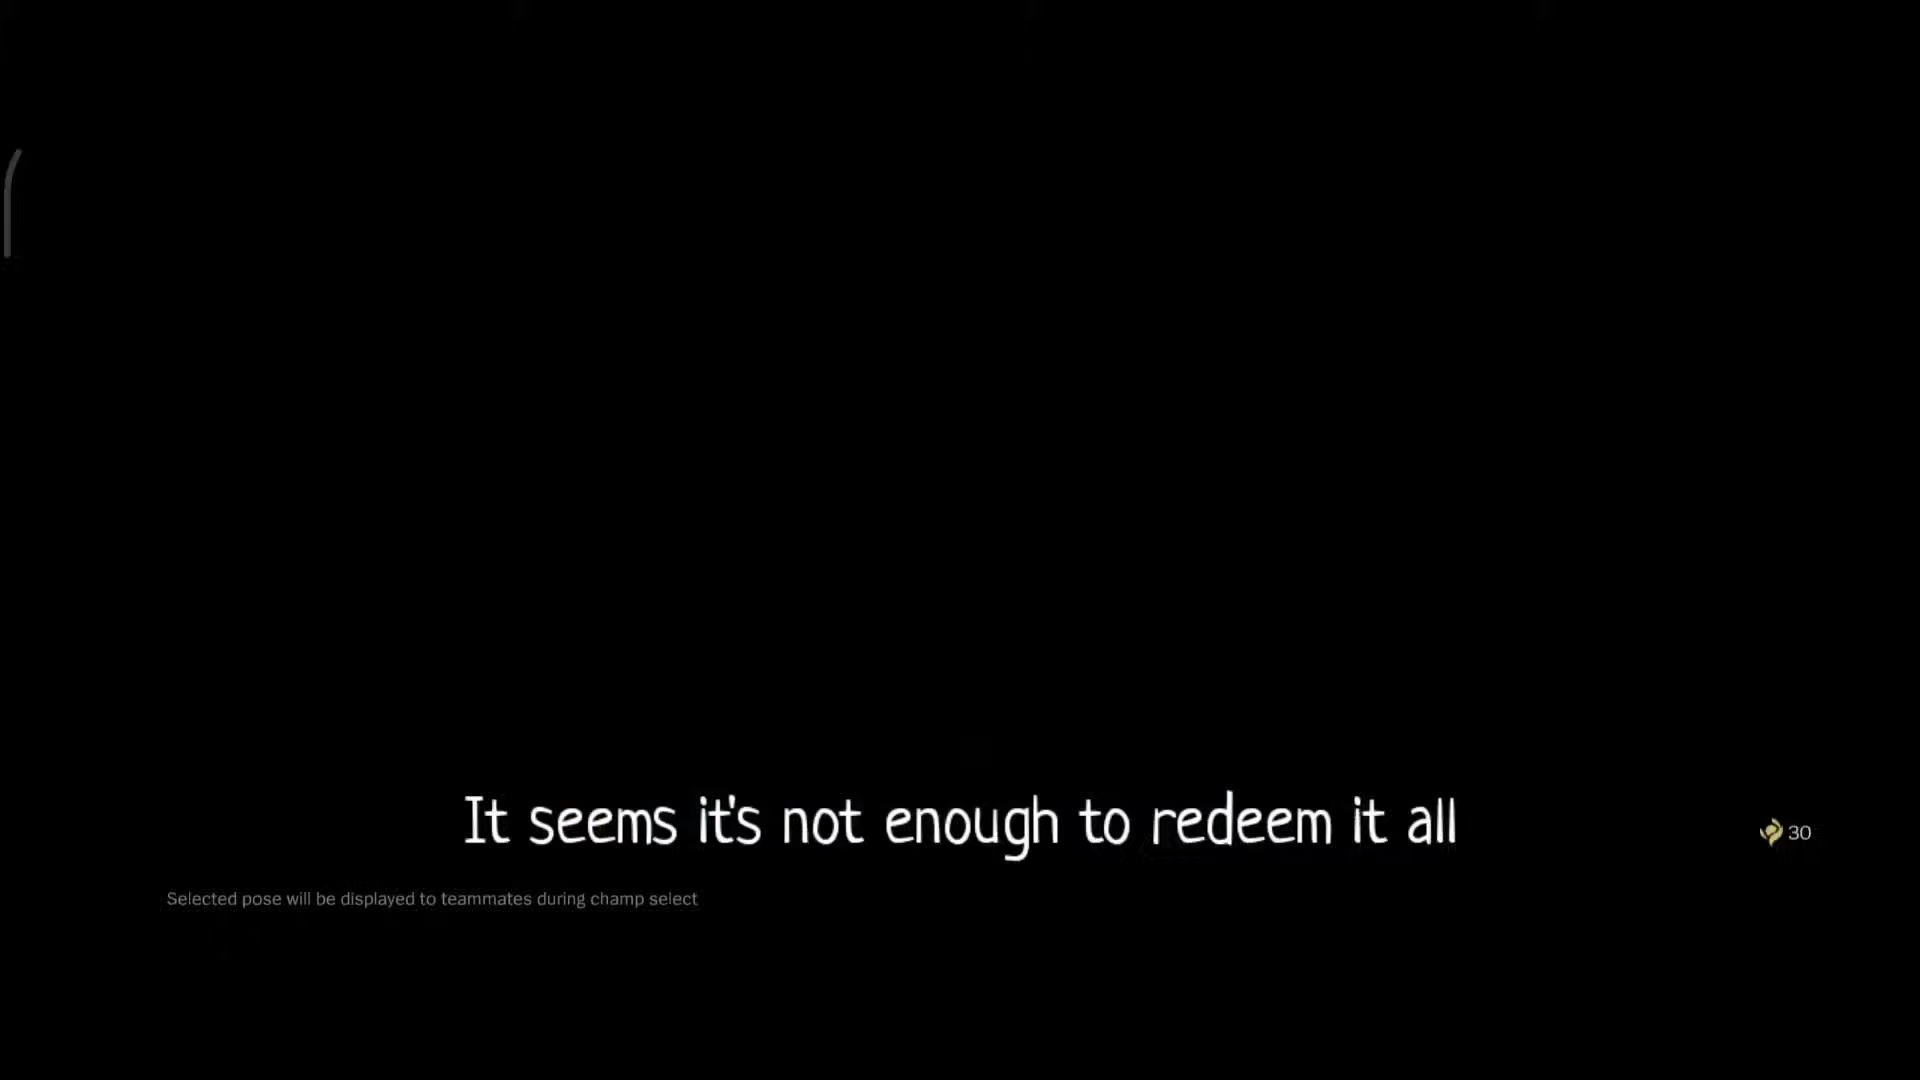 It seems it's not enough to redeem it all
30
Selected pose will be displayed to teammates during champ select